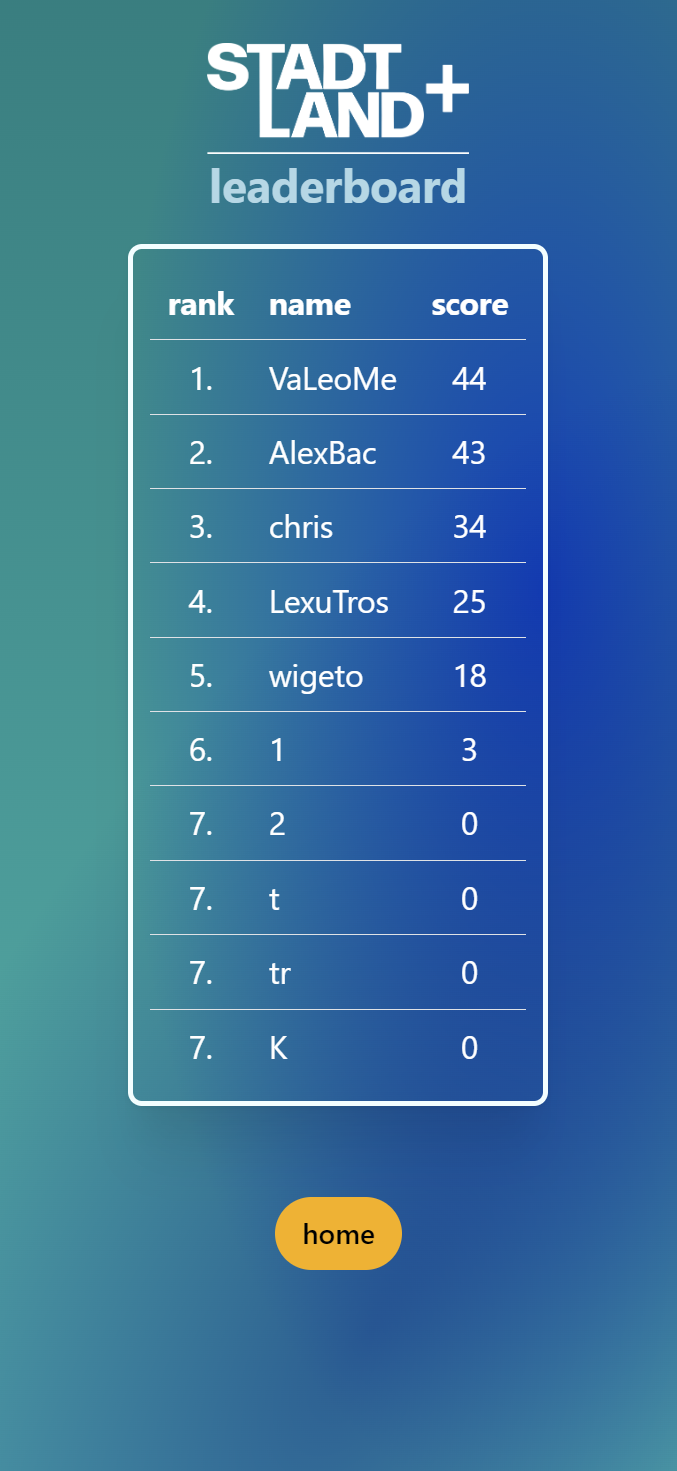 STADT
LAND+
leaderboard
rank name score
1. VaLeoMe 44
2. AlexBac 43
3. chris 34
4. LexuTros 25
5. wigeto 18
6. 1 3
7. 2 0
7. t 0
7. tr 0
7. K 0
home